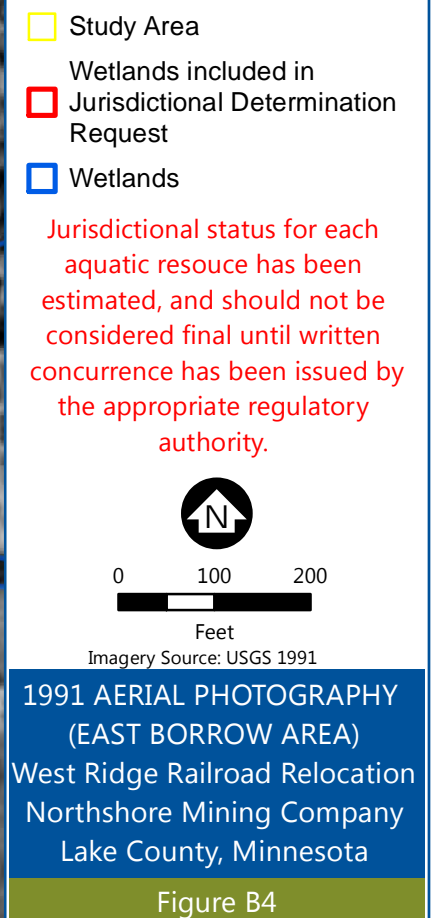 Study Area
Wetlands included in
Jurisdictional Determination
Request
Wetlands
Jurisdictional status for each
aquatic resouce has been
estimated, and should not be
considered final until written
concurrence has been issued by
the appropriate regulatory
authority.
N
0 100 200
Feet
Imagery Source: USGS 1991
1991 AERIAL PHOTOGRAPHY
(EAST BORROW AREA)
West Ridge Railroad Relocation
Northshore Mining Company
Lake County, Minnesota
Figure B4